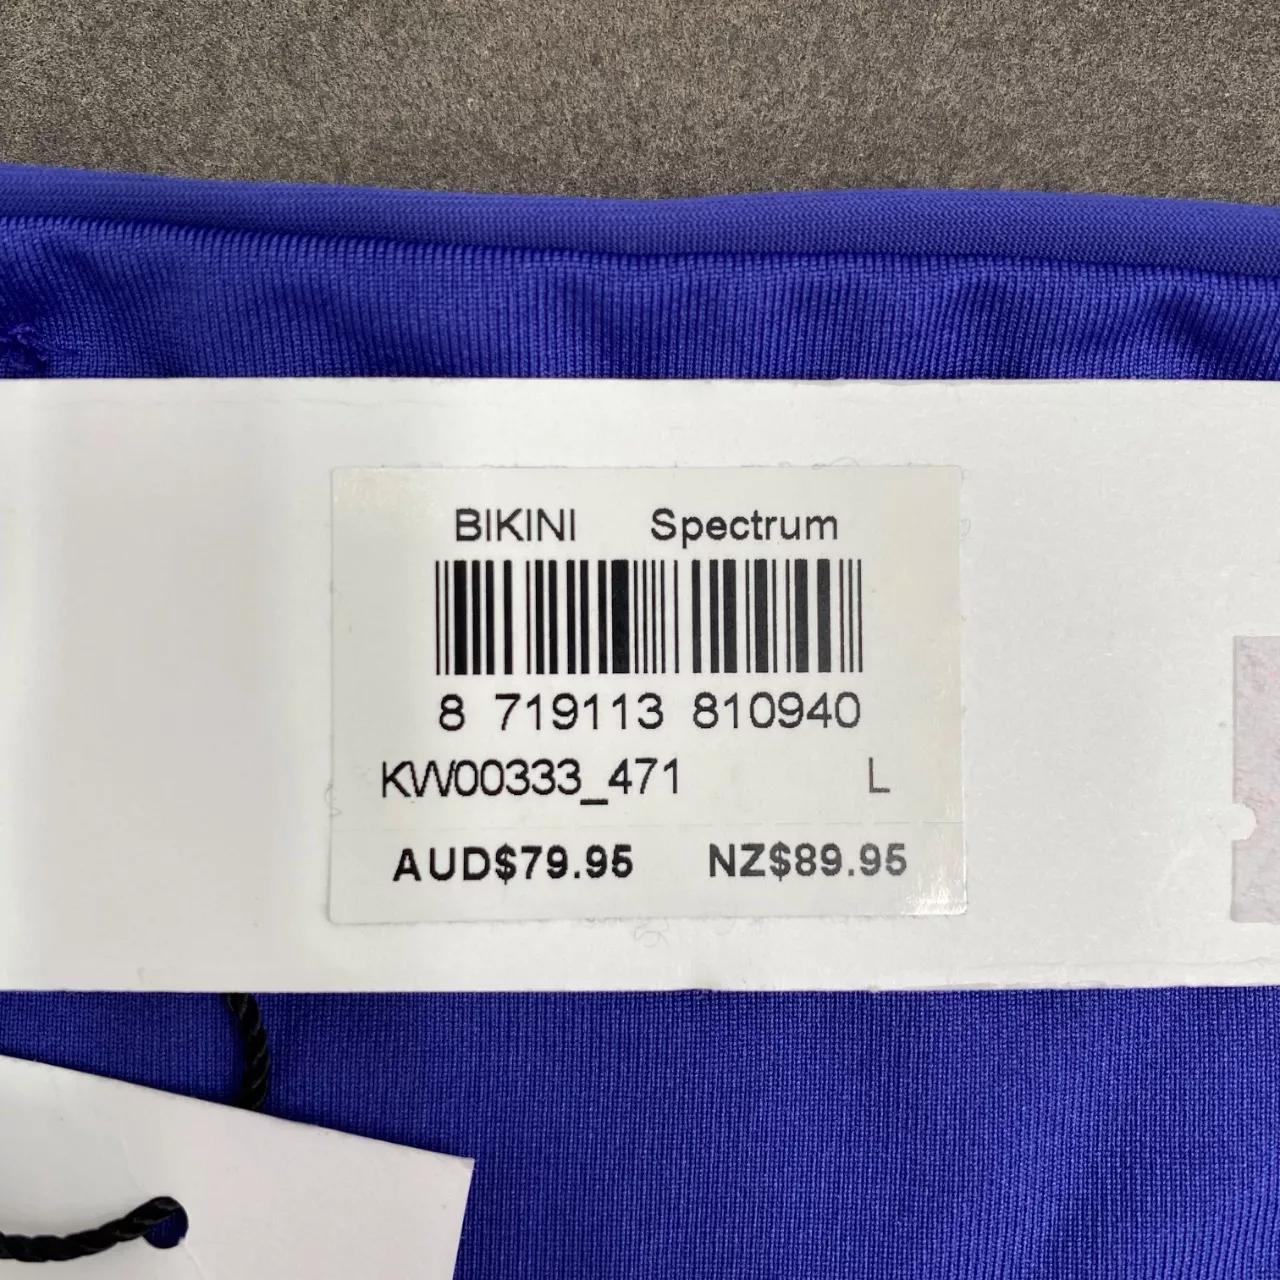 BIKINI Spectrum
8 719113 810940
KW00333_471 L
AUD$79.95 NZ$89.95